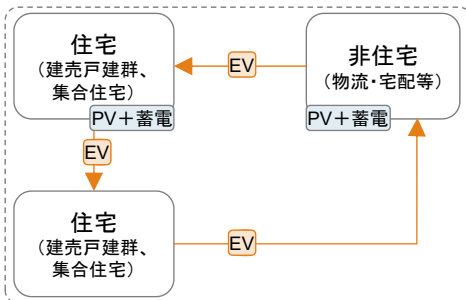 住宅
（建売戸建群、
集合住宅）
PV＋蓄電
EV
非住宅
（物流・宅配等）
PV＋蓄電
EV
住宅
（建売戸建群、
集合住宅）
EV